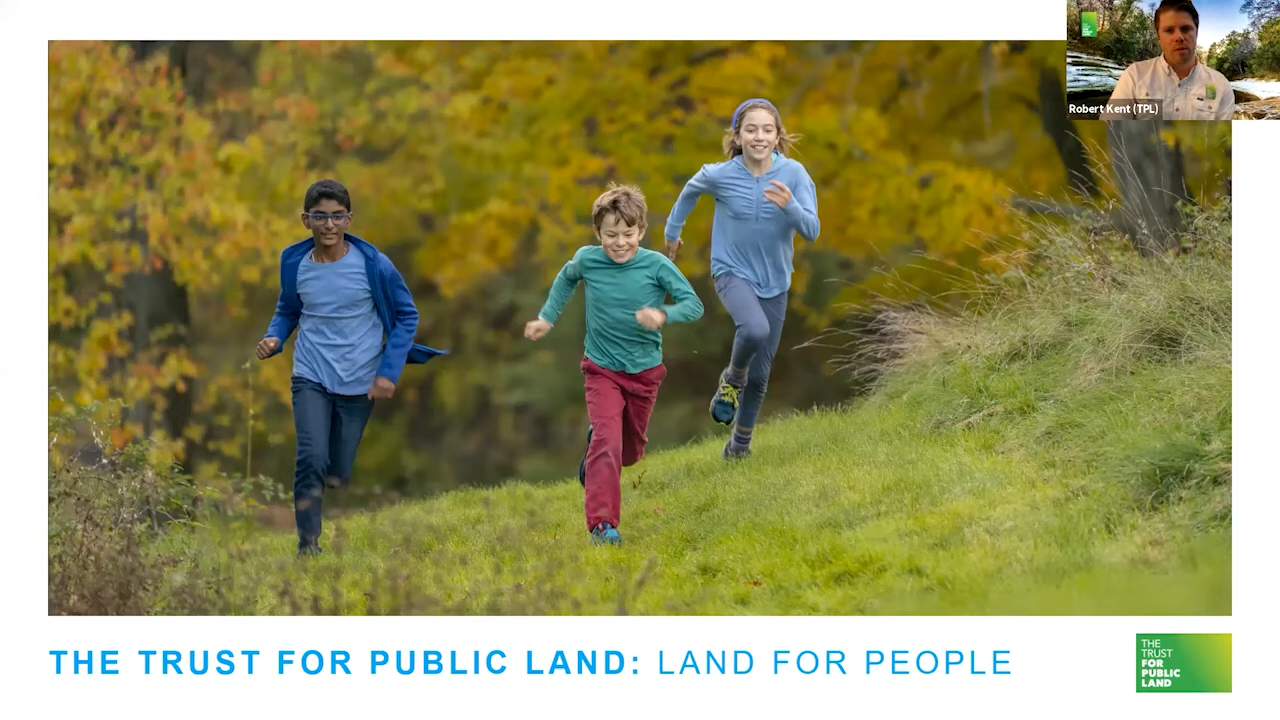 Robert Kent (TPL)
THE TRUST FOR PUBLIC LAND: LAND FOR PEOPLE
THE
TRUST
FOR
PUBLIC
LAND